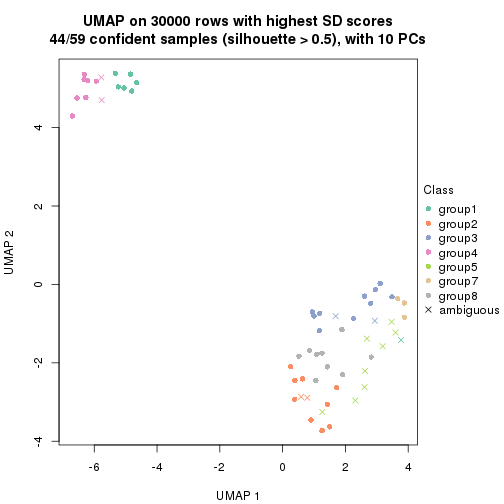 UMAP on 30000 rows with highest SD scores
44/59 confident samples (silhouette > 0.5), with 10 PCs
UMAP 2
4
2
0
-2
-4
-6
-4
-2
0
2
4
UMAP 1
Class
group1
group2
group3
group4
group5
group7
group8
ambiguous